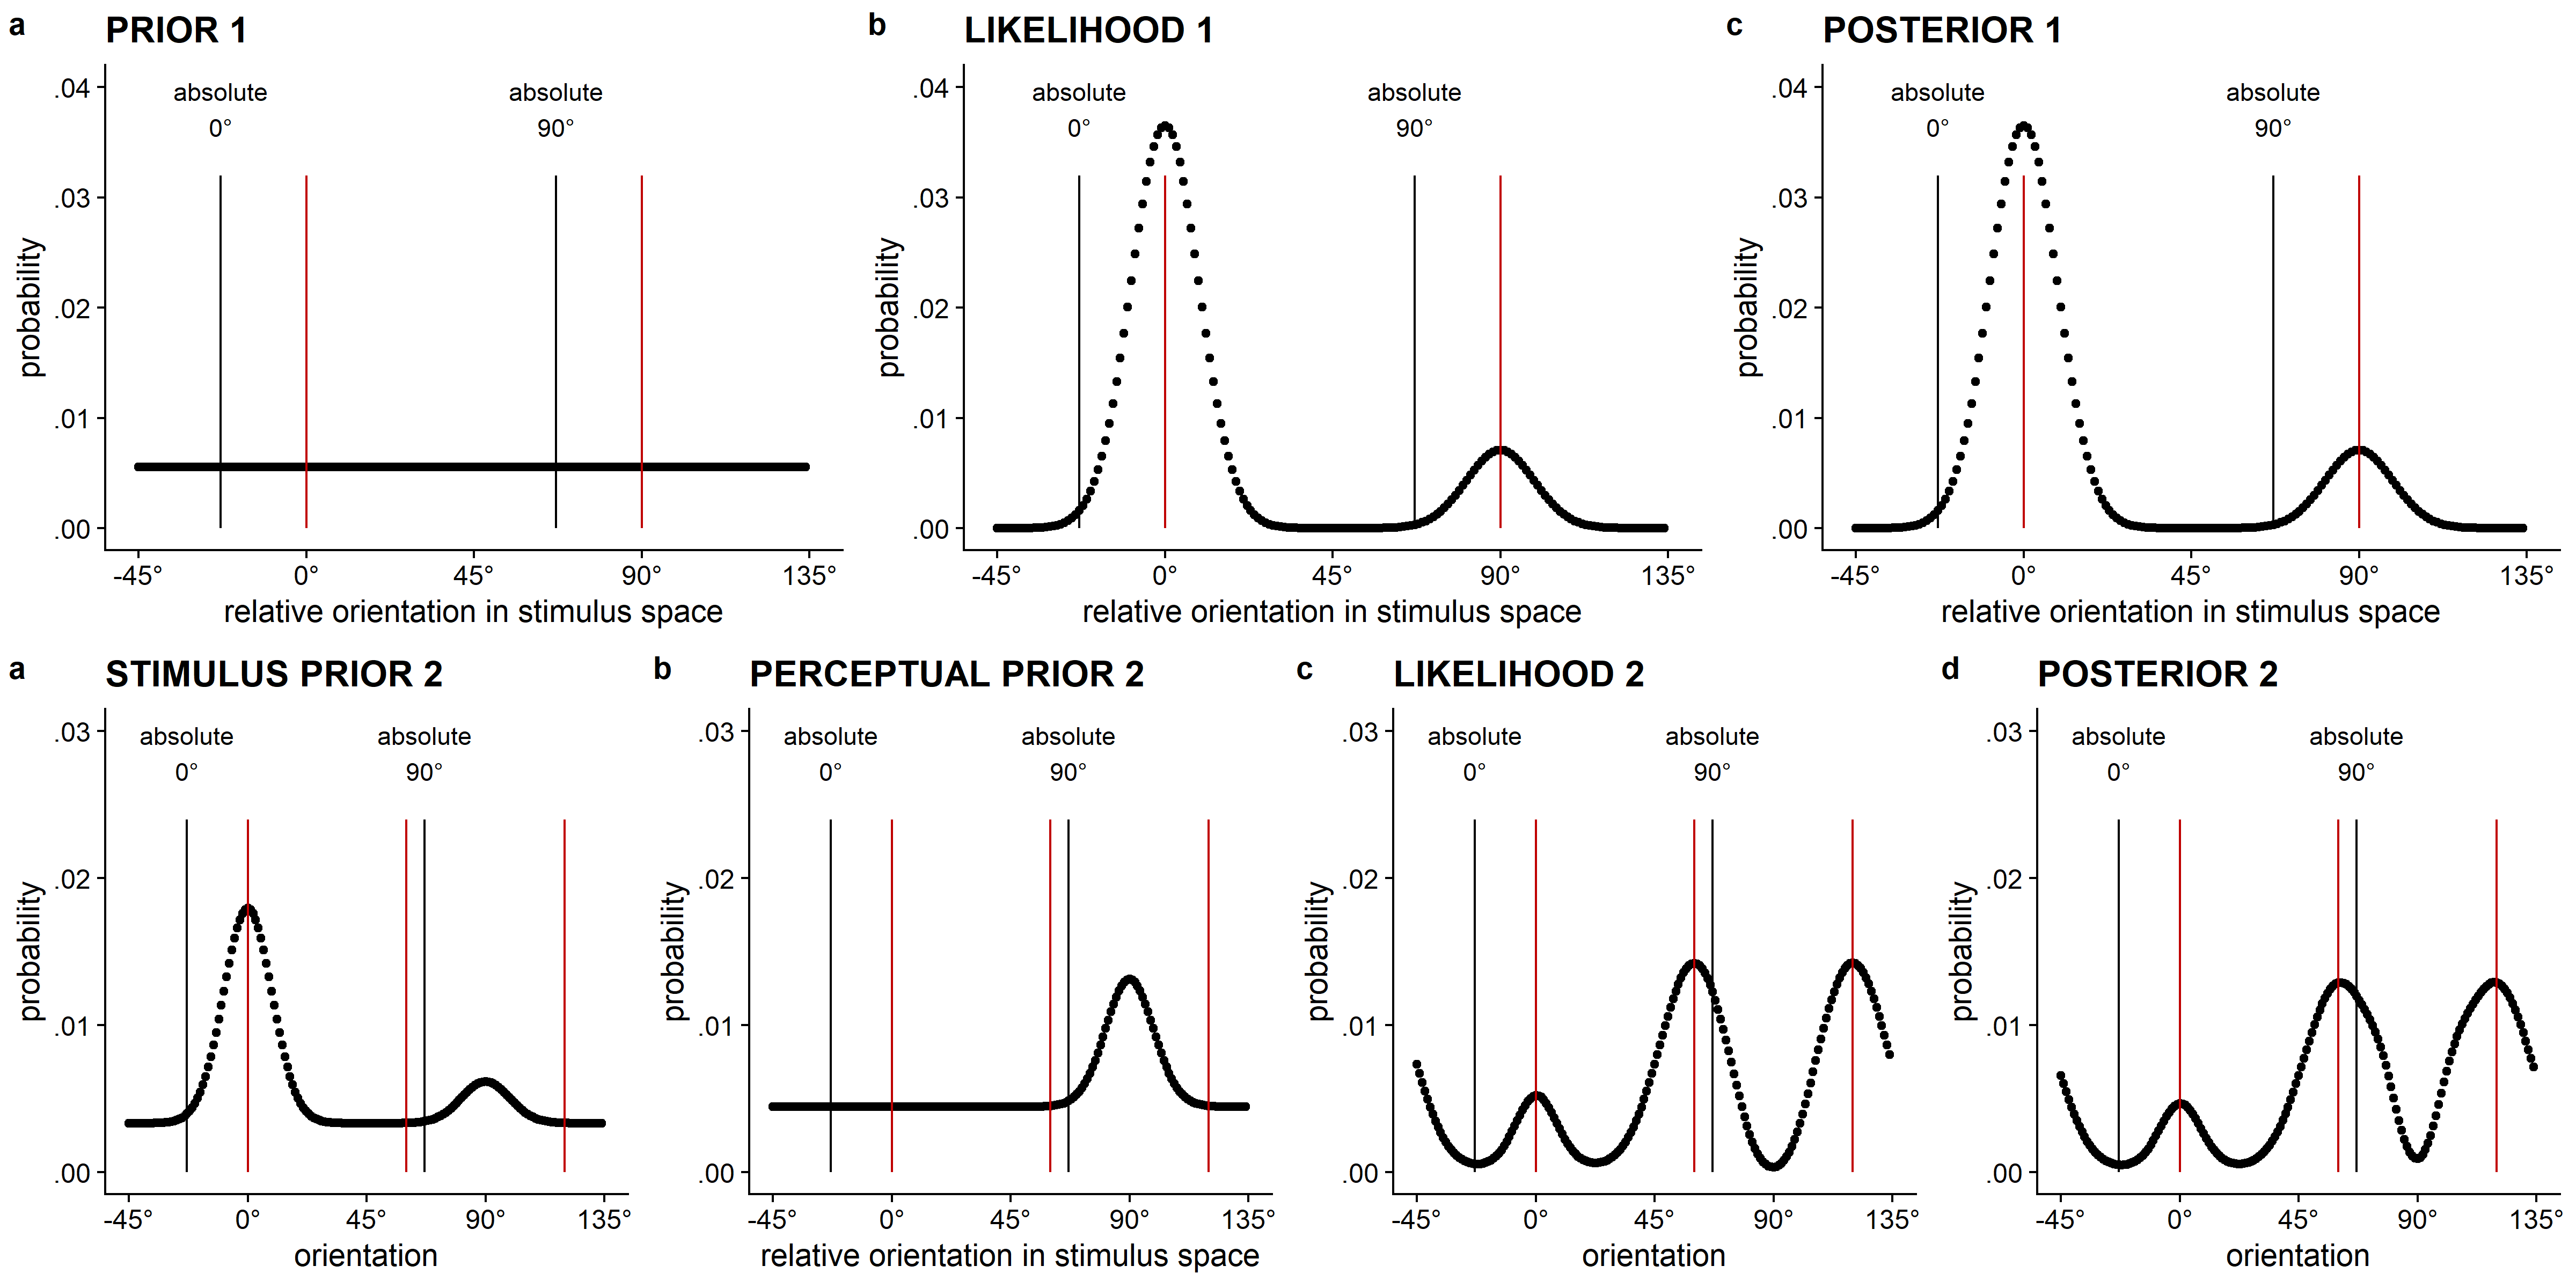 a PRIOR 1
absolute
0°
absolute
90°
.04
.03
.02
.01
.00
probability
-45° 0° 45° 90° 135°
relative orientation in stimulus space
b LIKELIHOOD 1
absolute
0°
absolute
90°
.04
.03
.02
.01
.00
probability
-45° 0° 45° 90° 135°
relative orientation in stimulus space
c POSTERIOR 1
absolute
0°
absolute
90°
.04
.03
.02
.01
.00
probability
-45° 0° 45° 90° 135°
relative orientation in stimulus space
a STIMULUS PRIOR 2
absolute
0°
absolute
90°
.03
.02
.01
.00
probability
-45° 0° 45° 90° 135°
orientation
b PERCEPTUAL PRIOR 2
absolute
0°
absolute
90°
.03
.02
.01
.00
probability
-45° 0° 45° 90° 135°
relative orientation in stimulus space
c LIKELIHOOD 2
absolute
0°
absolute
90°
.03
.02
.01
.00
probability
-45° 0° 45° 90° 135°
orientation
d POSTERIOR 2
absolute
0°
absolute
90°
.03
.02
.01
.00
probability
-45° 0° 45° 90° 135°
orientation